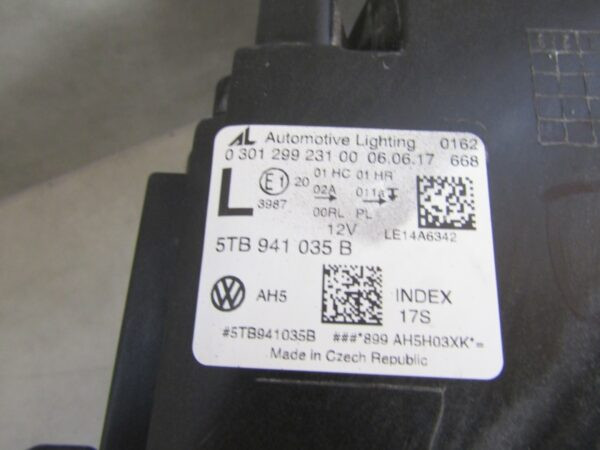 AL Automotive Lighting 0162
0 301 299 231 00 06.06.17 668
L E1 20 01 HC 01 HR
02A 011a
3987 00RL PL
12V LE14A6342
5TB 941 035 B
VW AH5 INDEX
17S
#5TB941035B ###*899 AH5H03XK*=
Made in Czech Republic